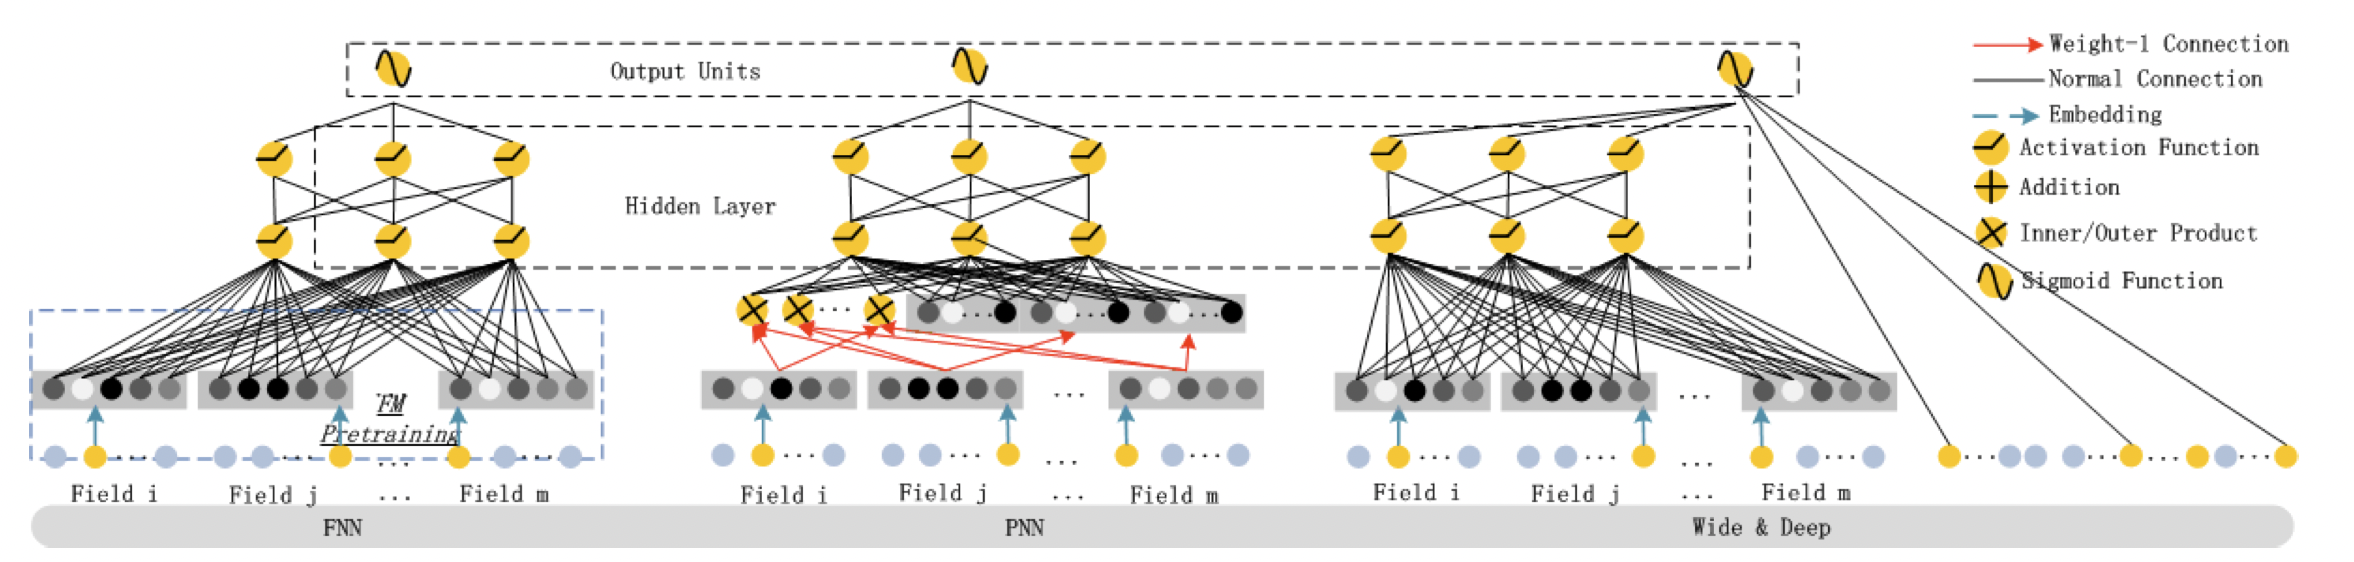 Output Units
Hidden Layer
Weight-1 Connection
Normal Connection
Embedding
Activation Function
Addition
Inner/Outer Product
Sigmoid Function
FM
Pretraining
...
Field i
Field j
...
Field m
...
Field i
Field j
...
Field m
...
Field i
Field j
...
Field m
FNN
PNN
Wide & Deep